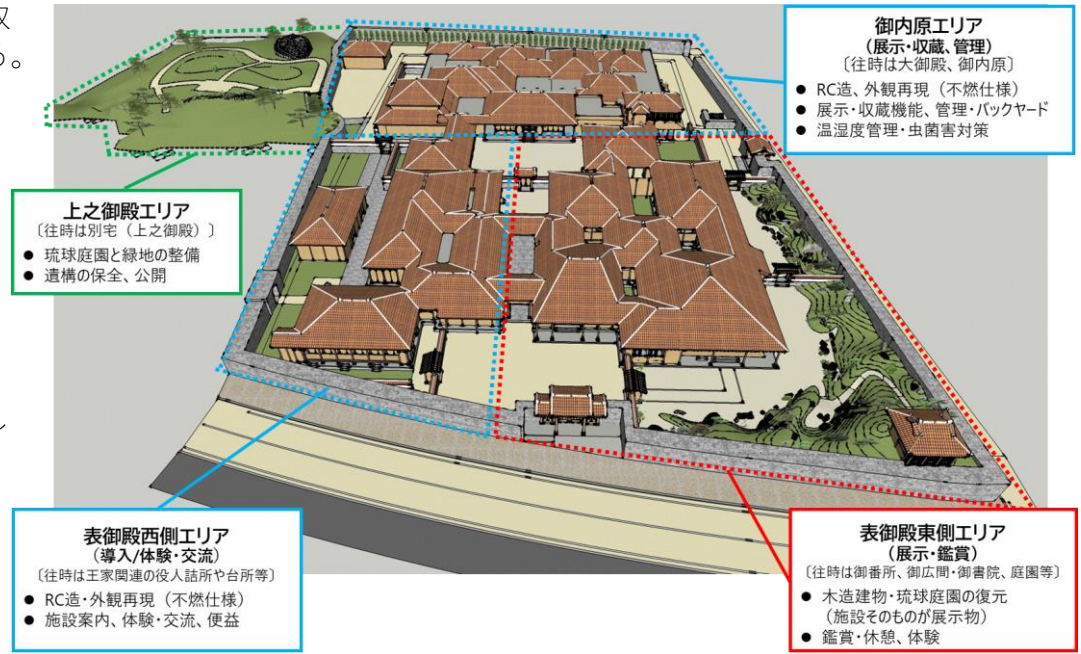 る。
御内原エリア
(展示・収蔵、管理)
〔往時は大御殿、御内原〕
● RC造、外観再現(不燃仕様)
● 展示・収蔵機能、管理・バックヤード
● 温湿度管理・虫菌害対策
上之御殿エリア
〔往時は別宅(上之御殿)〕
● 琉球庭園と緑地の整備
● 遺構の保全、公開
表御殿西側エリア
(導入/体験・交流)
〔往時は王家関連の役人詰所や台所等〕
● RC造・外観再現(不燃仕様)
● 施設案内、体験・交流、便益
表御殿東側エリア
(展示・鑑賞)
〔往時は御番所、御広間・御書院、庭園等〕
● 木造建物・琉球庭園の復元
(施設そのものが展示物)
● 鑑賞・休憩、体験